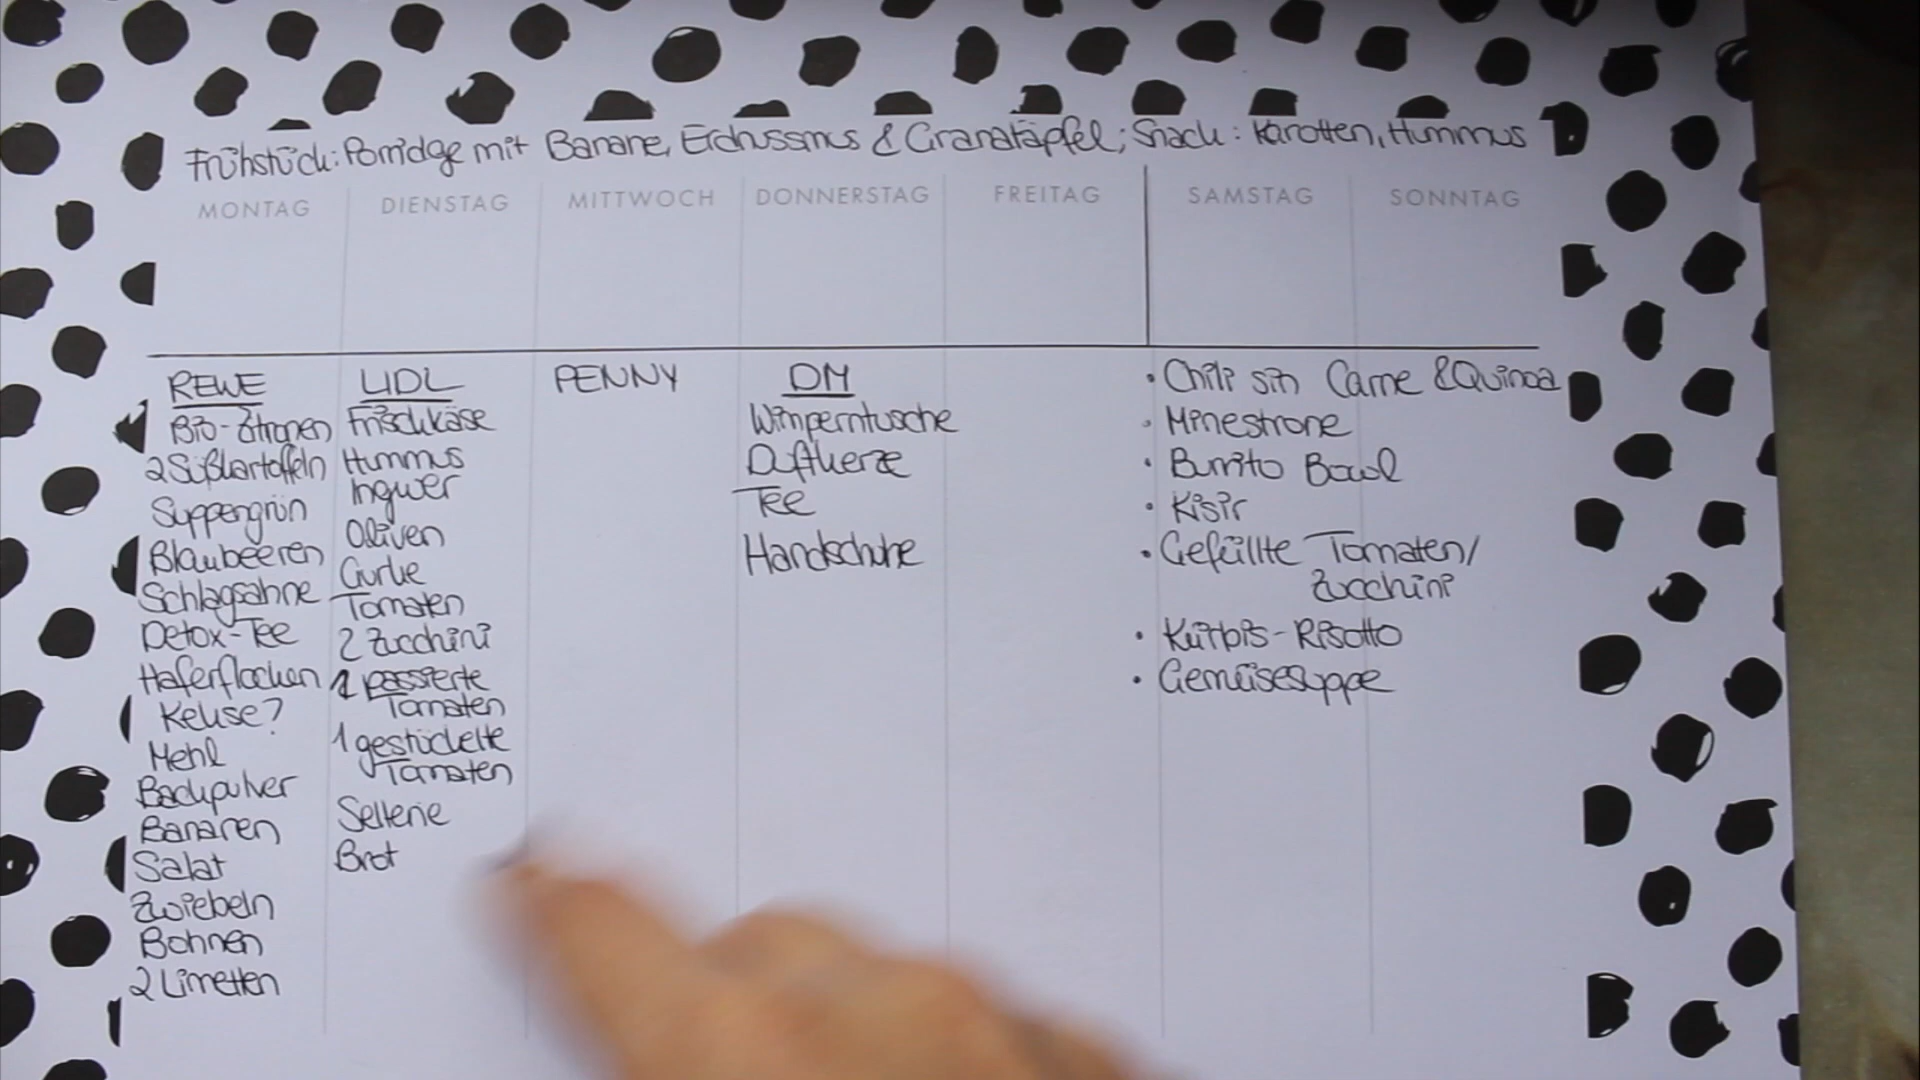 Frühstück: Porridge mit Banane, Erdnussmus & Granatäpfel; Snack: Karotten, Hummus
MONTAG
DIENSTAG
MITTWOCH
DONNERSTAG
FREITAG
SAMSTAG
SONNTAG
REWE
Bio-Zitronen
2 Süßkartoffeln
Suppengrün
Blaubeeren
Schlagsahne
Detox-Tee
Haferflocken
Kekse?
Mehl
Backpulver
Bananen
Salat
Zwiebeln
Bohnen
2 Limetten
LIDL
Frischkäse
Hummus
Ingwer
Oliven
Gurke
Tomaten
2 Zucchini
1 passierte
Tomaten
1 gestückelte
Tomaten
Sellerie
Brot
PENNY
DM
Wimperntusche
Duftkerze
Tee
Handschuhe
• Chili sin Carne & Quinoa
• Minestrone
• Burrito Bowl
• Kisir
• Gefüllte Tomaten/
Zucchini
• Kürbis-Risotto
• Gemüsesuppe